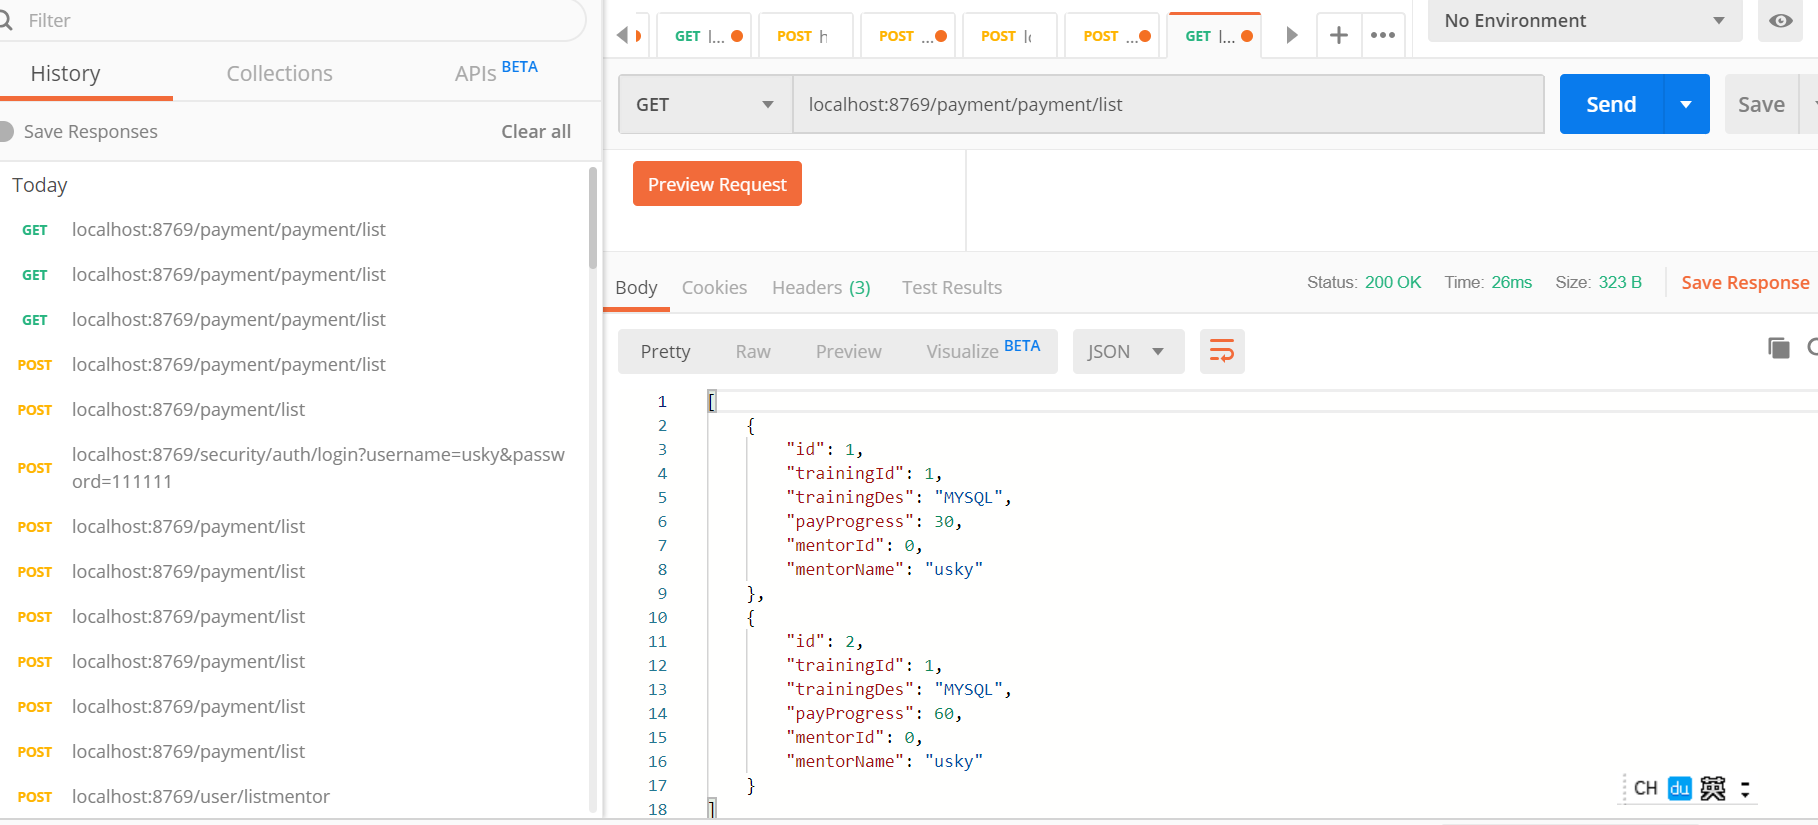 Filter
GET l...
POST h
POST ...
POST lo
POST ...
GET l...
No Environment
History
Collections
APIs BETA
GET
localhost:8769/payment/payment/list
Send
Save
Save Responses
Clear all
Preview Request
Today
GET localhost:8769/payment/payment/list
GET localhost:8769/payment/payment/list
GET localhost:8769/payment/payment/list
POST localhost:8769/payment/payment/list
POST localhost:8769/payment/list
POST localhost:8769/security/auth/login?username=usky&passw
ord=111111
POST localhost:8769/payment/list
POST localhost:8769/payment/list
POST localhost:8769/payment/list
POST localhost:8769/payment/list
POST localhost:8769/payment/list
POST localhost:8769/payment/list
POST localhost:8769/user/listmentor
Body Cookies Headers (3) Test Results
Status: 200 OK Time: 26ms Size: 323 B Save Response
Pretty Raw Preview Visualize BETA JSON
1 [
2 {
3 "id": 1,
4 "trainingId": 1,
5 "trainingDes": "MYSQL",
6 "payProgress": 30,
7 "mentorId": 0,
8 "mentorName": "usky"
9 },
10 {
11 "id": 2,
12 "trainingId": 1,
13 "trainingDes": "MYSQL",
14 "payProgress": 60,
15 "mentorId": 0,
16 "mentorName": "usky"
17 }
18 ]
CH du 英